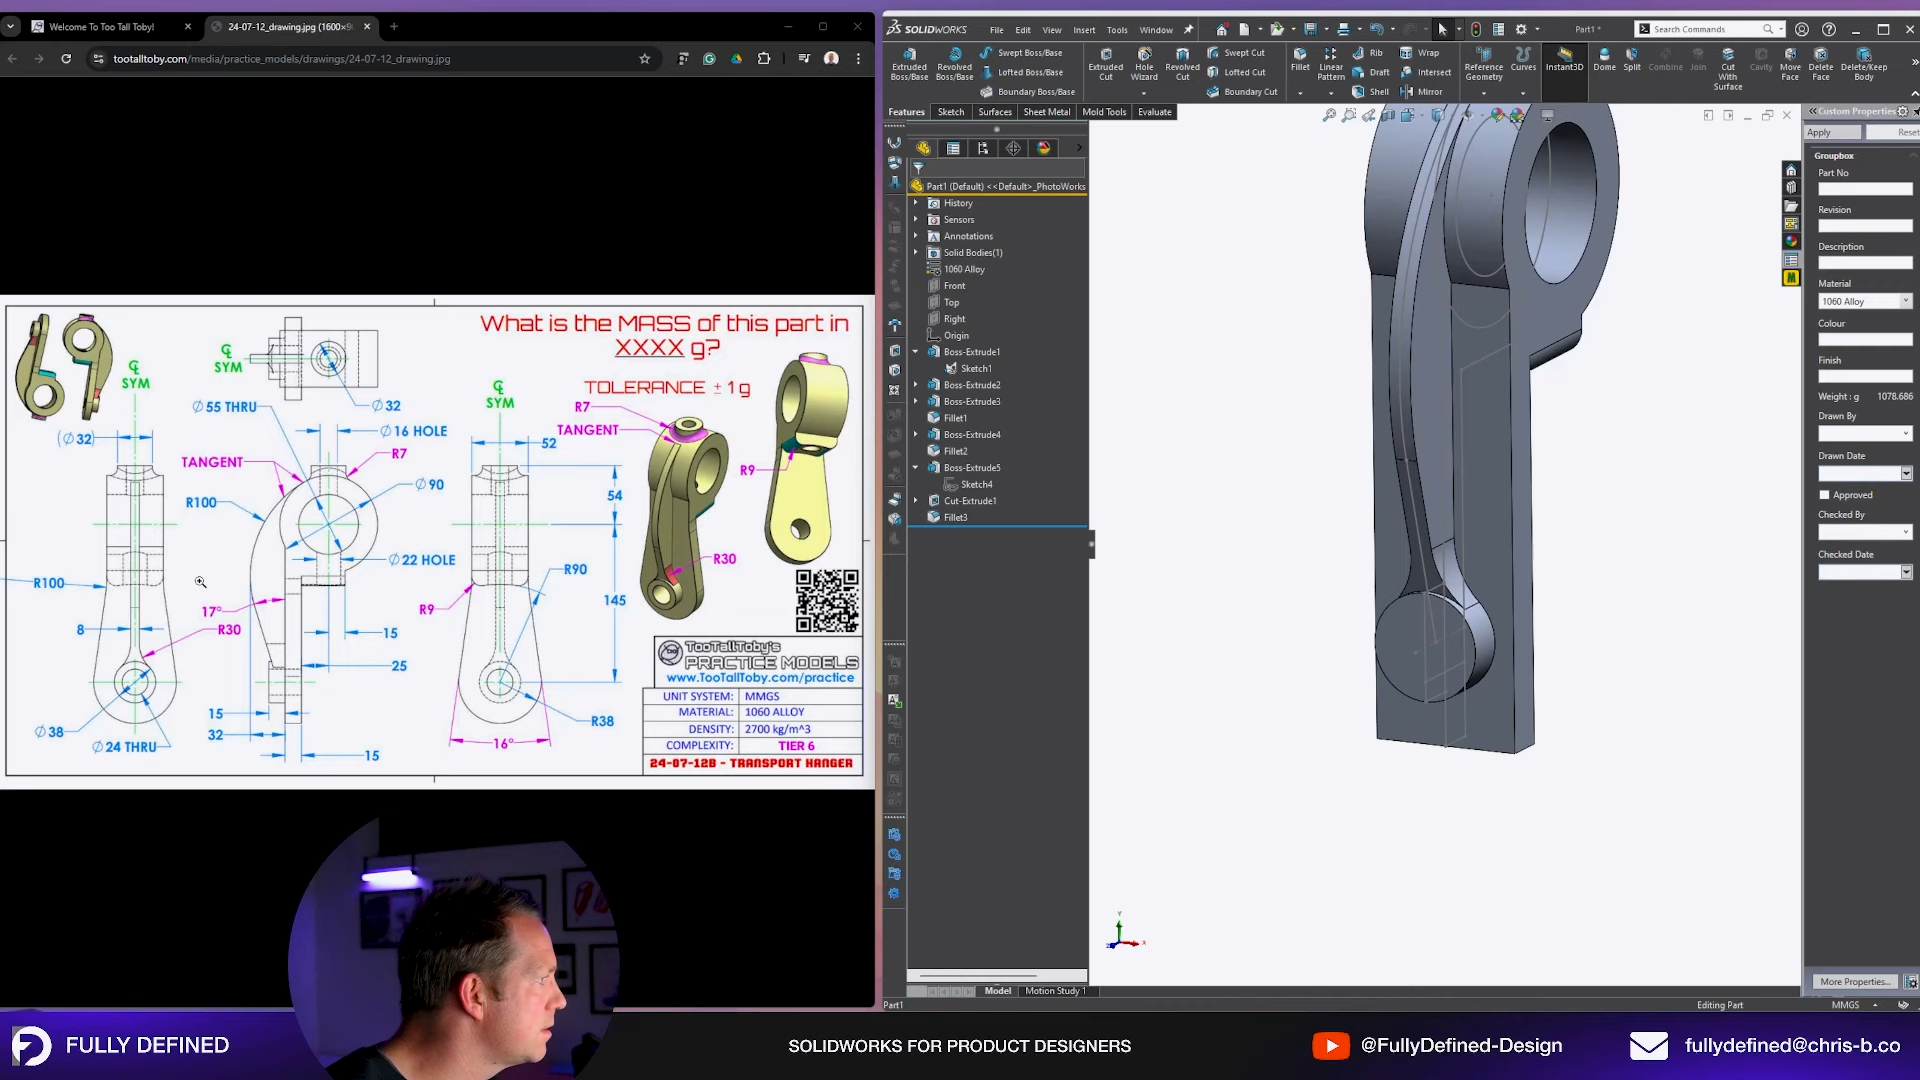 Welcome To Too Tall Toby!
24-07-12_drawing.jpg (1600×9
tootalltoby.com/media/practice_models/drawings/24-07-12_drawing.jpg
What is the MASS of this part in
XXXX g?
TOLERANCE ± 1 g
℄
SYM
℄
SYM
℄
SYM
Ø 55 THRU
Ø 32
(Ø 32)
Ø 16 HOLE
R7
TANGENT
52
TANGENT
R7
R9
Ø 90
R100
54
Ø 22 HOLE
R30
R100
R90
17°
R9
145
8
R30
15
25
15
R38
32
Ø 38
Ø 24 THRU
16°
15
TooTallToby's
PRACTICE MODELS
www.TooTallToby.com/practice
UNIT SYSTEM: MMGS
MATERIAL: 1060 ALLOY
DENSITY: 2700 kg/m^3
COMPLEXITY: TIER 6
24-07-12B - TRANSPORT HANGER
SOLIDWORKS
File Edit View Insert Tools Window
Part1 *
Search Commands
Extruded Boss/Base
Revolved Boss/Base
Swept Boss/Base
Lofted Boss/Base
Boundary Boss/Base
Extruded Cut
Hole Wizard
Revolved Cut
Swept Cut
Lofted Cut
Boundary Cut
Fillet
Linear Pattern
Rib
Draft
Shell
Wrap
Intersect
Mirror
Reference Geometry
Curves
Instant3D
Dome
Split
Combine
Join
Cut With Surface
Cavity
Move Face
Delete Face
Delete/Keep Body
Features Sketch Surfaces Sheet Metal Mold Tools Evaluate
Part1 (Default) <<Default>_PhotoWorks
History
Sensors
Annotations
Solid Bodies(1)
1060 Alloy
Front
Top
Right
Origin
Boss-Extrude1
Sketch1
Boss-Extrude2
Boss-Extrude3
Fillet1
Boss-Extrude4
Fillet2
Boss-Extrude5
Sketch4
Cut-Extrude1
Fillet3
Y
X
Z
Custom Properties
Apply
Reset
Groupbox
Part No
Revision
Description
Material
1060 Alloy
Colour
Finish
Weight : g 1078.686
Drawn By
Drawn Date
Approved
Checked By
Checked Date
More Properties...
Model Motion Study 1
Part1
Editing Part
MMGS
FULLY DEFINED
SOLIDWORKS FOR PRODUCT DESIGNERS
@FullyDefined-Design
fullydefined@chris-b.co